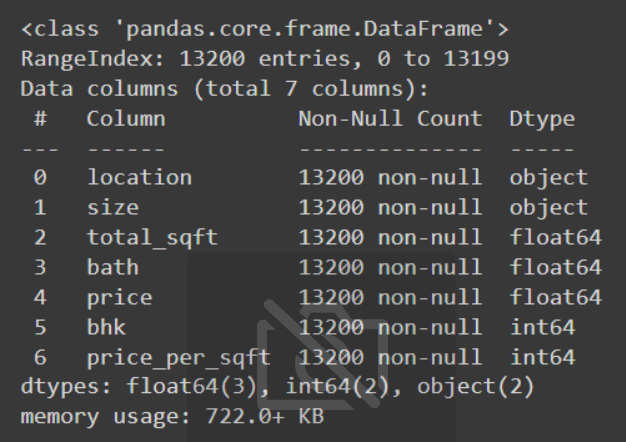 <class 'pandas.core.frame.DataFrame'>
RangeIndex: 13200 entries, 0 to 13199
Data columns (total 7 columns):
 #   Column          Non-Null Count  Dtype
---  ------          --------------  -----
 0   location        13200 non-null  object
 1   size            13200 non-null  object
 2   total_sqft      13200 non-null  float64
 3   bath            13200 non-null  float64
 4   price           13200 non-null  float64
 5   bhk             13200 non-null  int64
 6   price_per_sqft  13200 non-null  int64
dtypes: float64(3), int64(2), object(2)
memory usage: 722.0+ KB